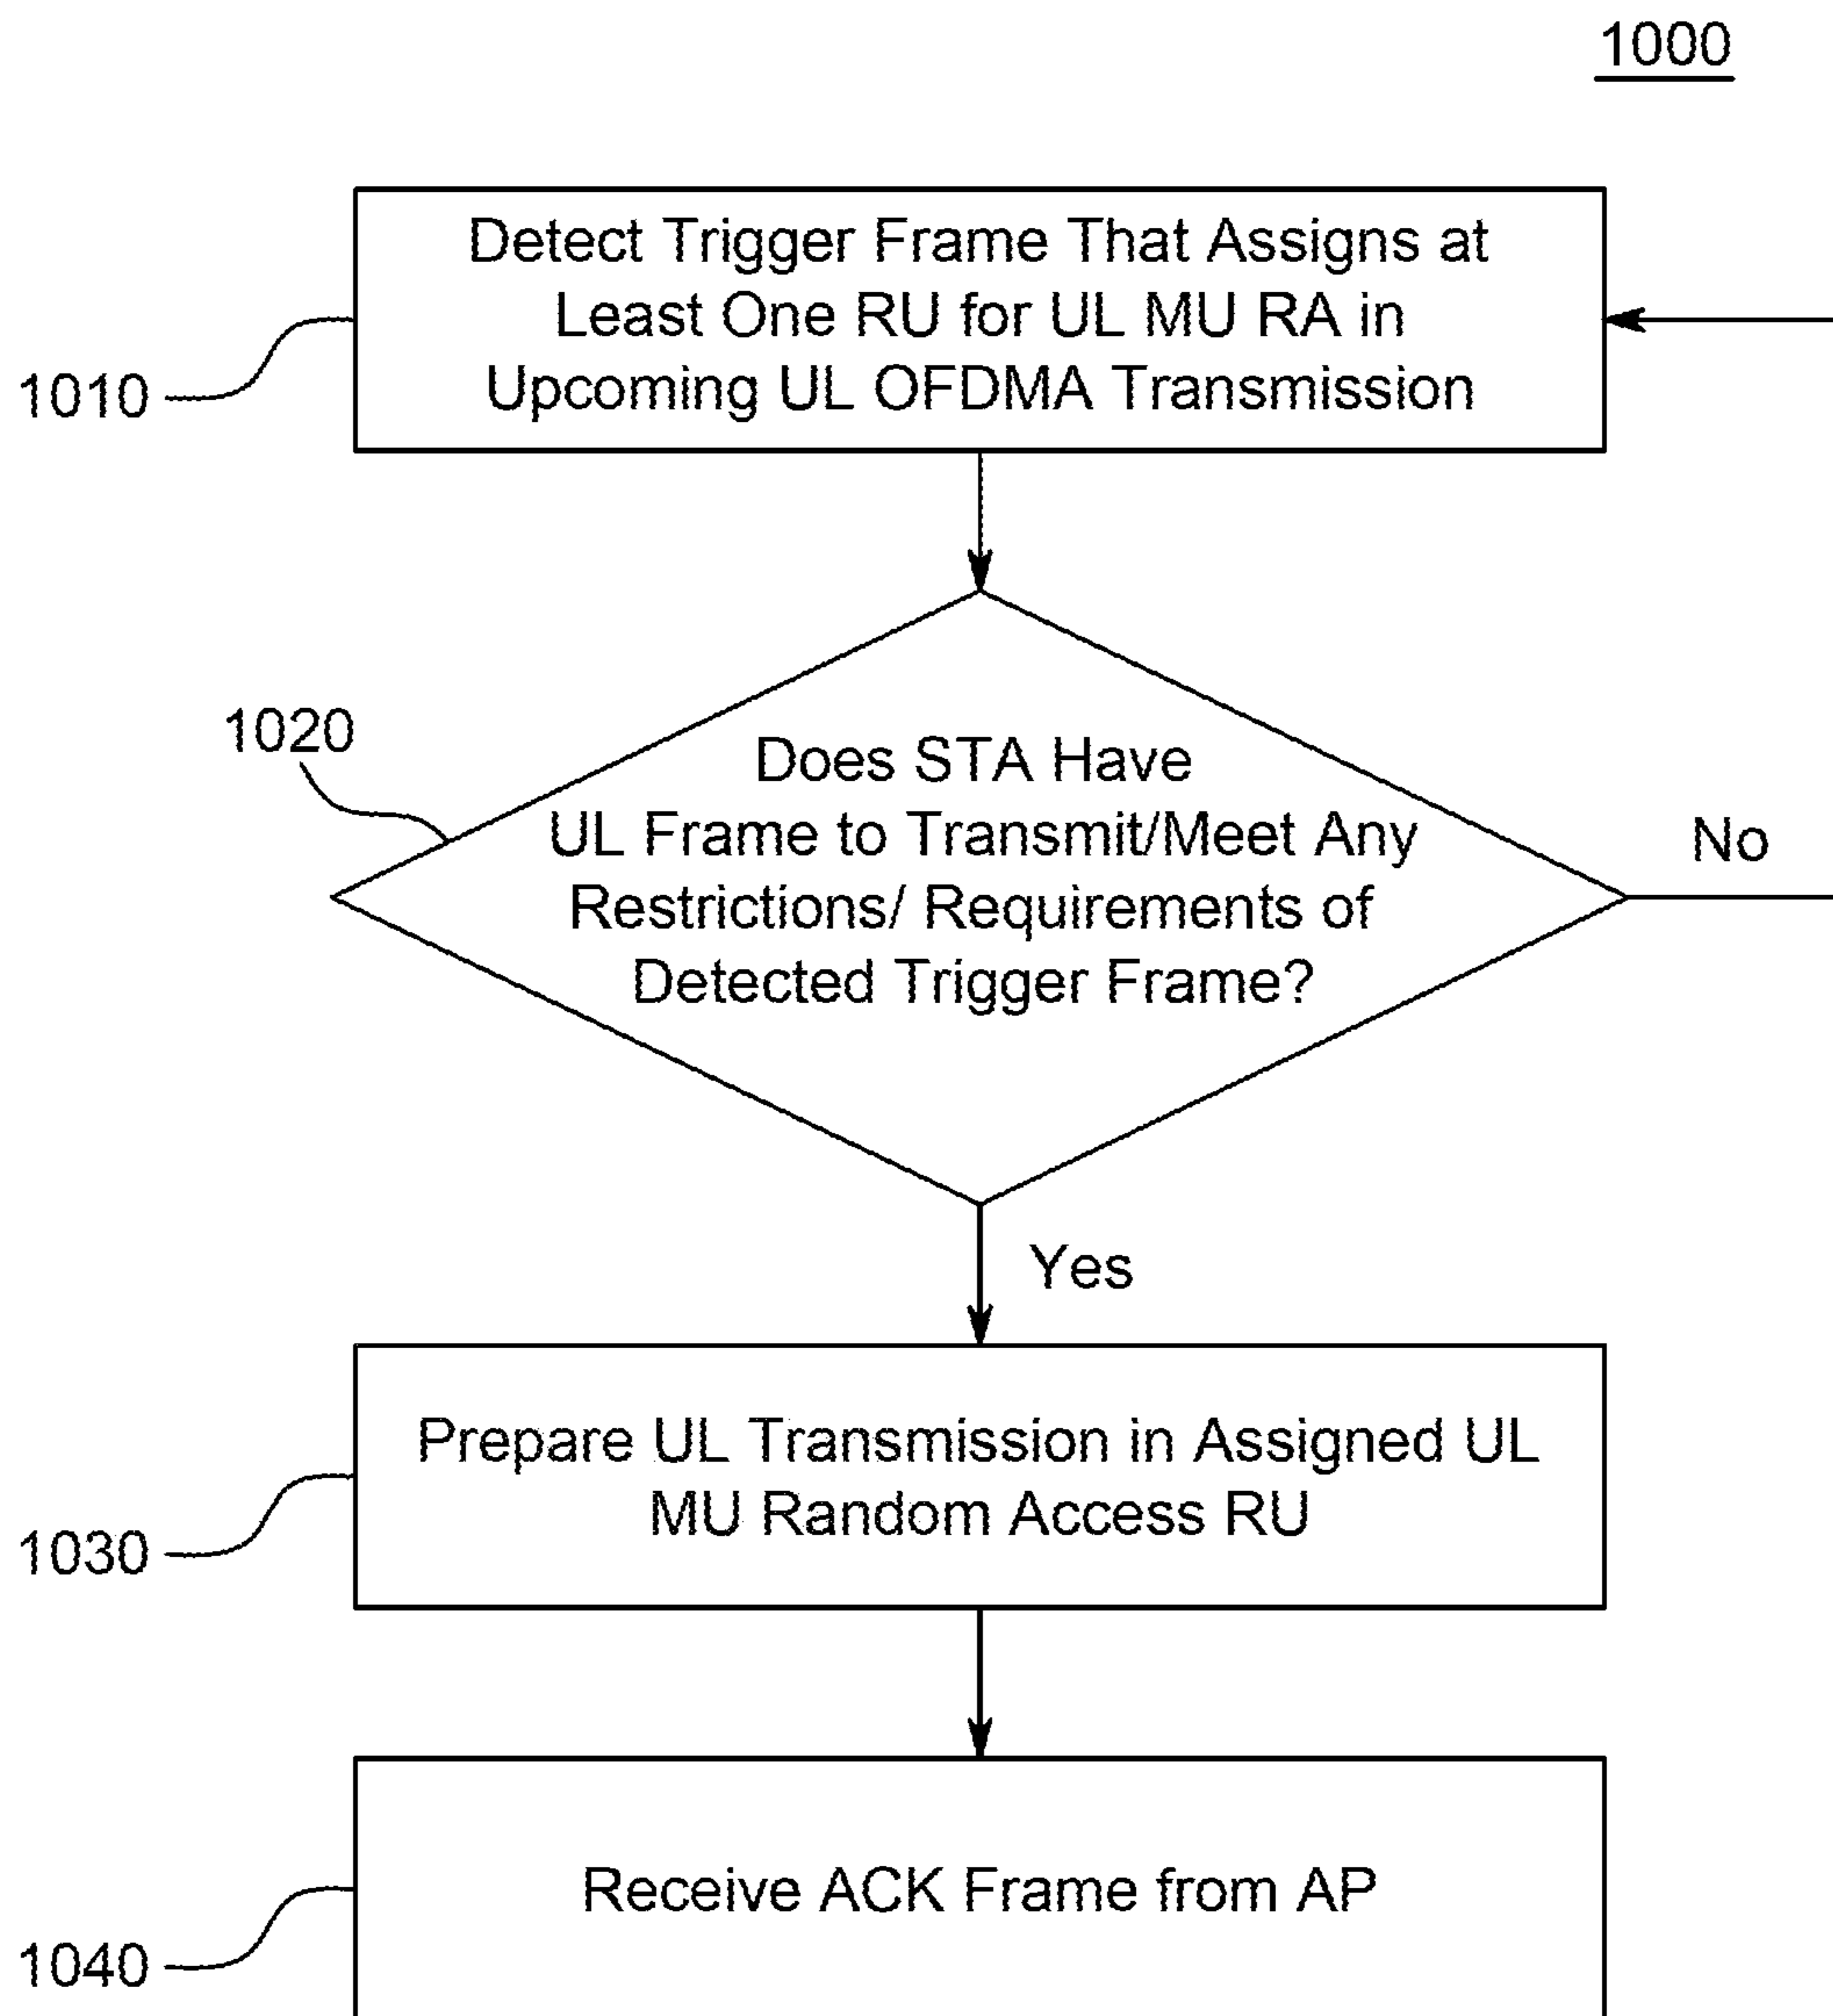 1000
Detect Trigger Frame That Assigns at
Least One RU for UL MU RA in
Upcoming UL OFDMA Transmission
1010
1020
Does STA Have
UL Frame to Transmit/Meet Any
Restrictions/ Requirements of
Detected Trigger Frame?
No
Yes
Prepare UL Transmission in Assigned UL
MU Random Access RU
1030
Receive ACK Frame from AP
1040